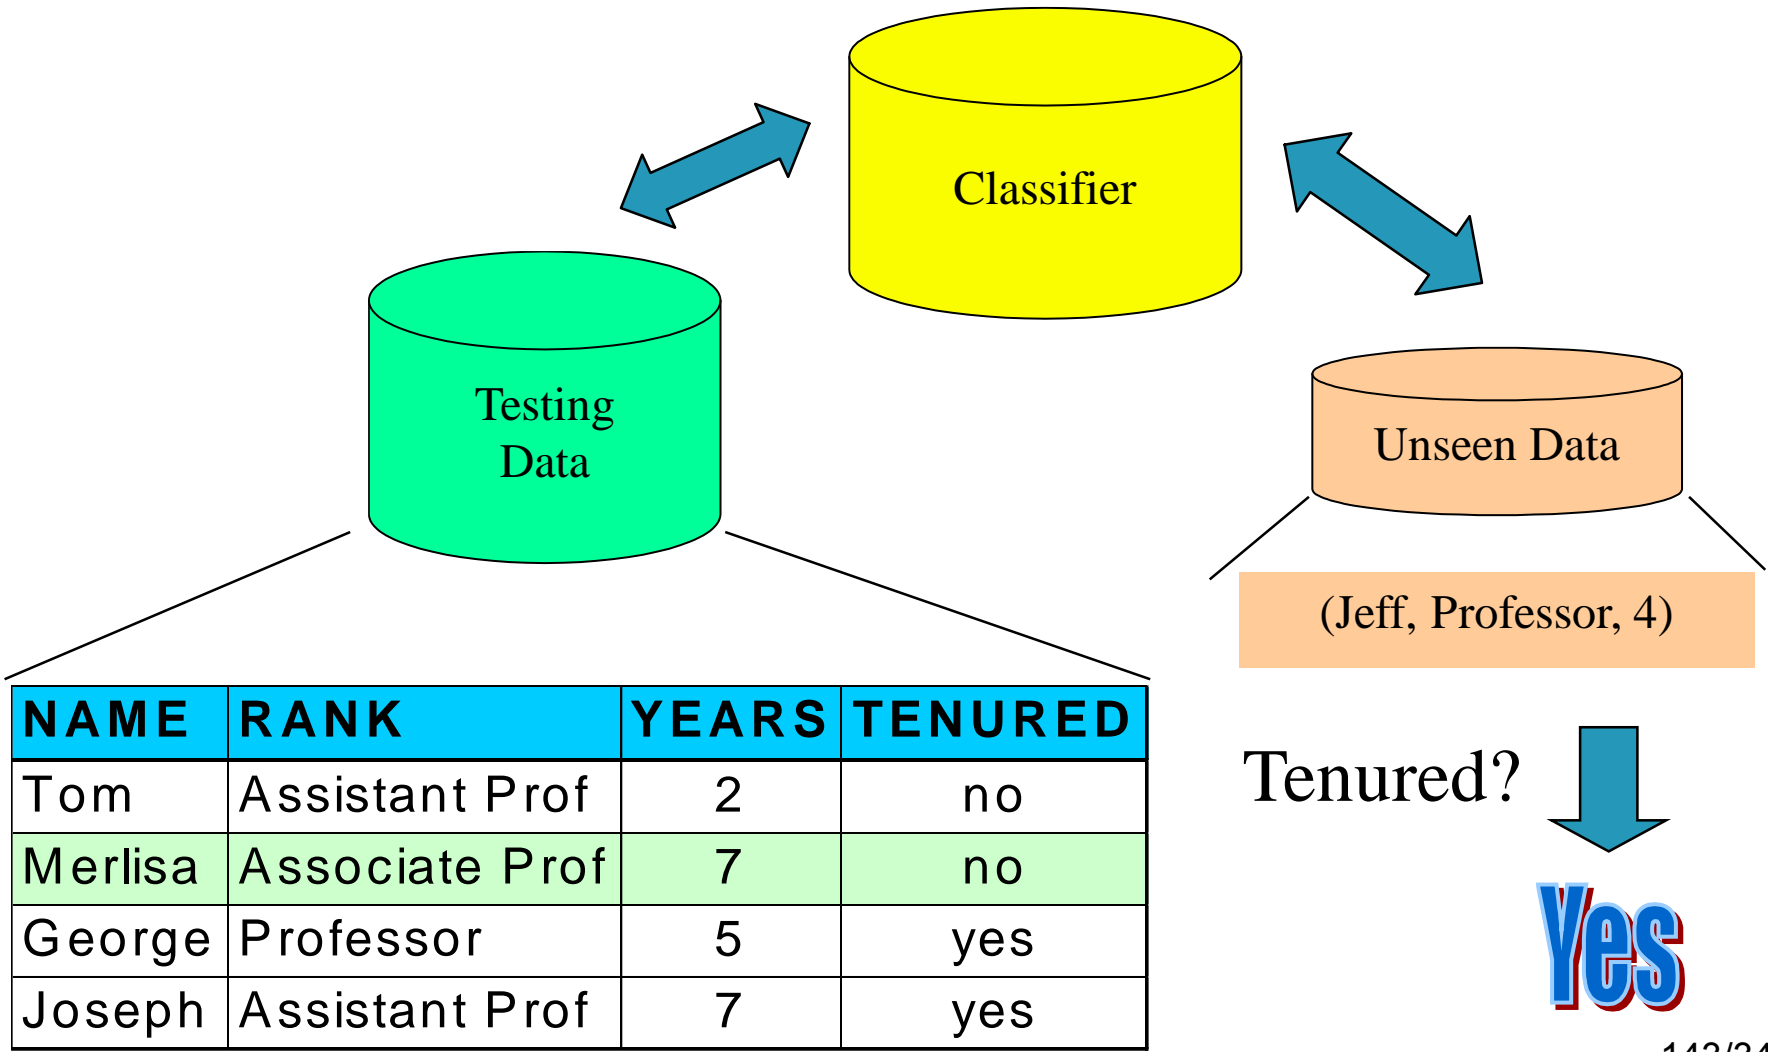 Classifier
Testing
Data
Unseen Data
(Jeff, Professor, 4)
NAME RANK YEARS TENURED
Tom Assistant Prof 2 no
Merlisa Associate Prof 7 no
George Professor 5 yes
Joseph Assistant Prof 7 yes
Tenured?
Yes